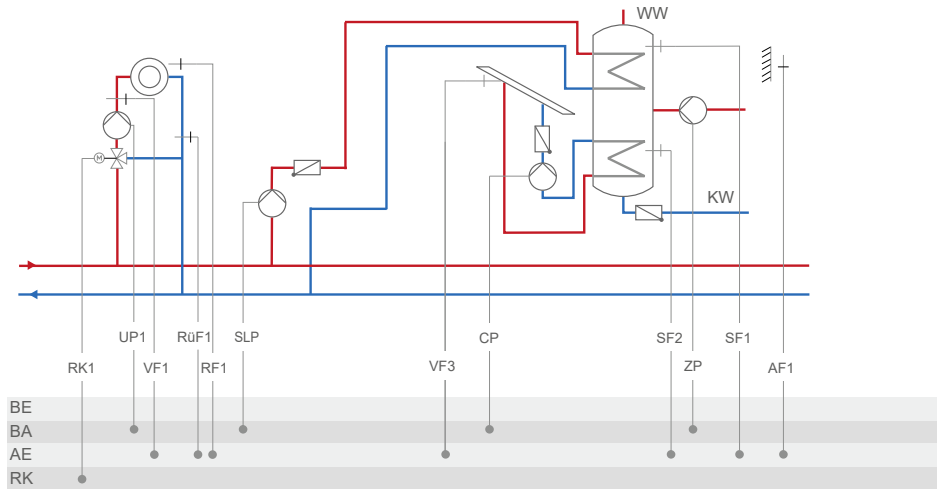 WW
M
KW
UP1
RüF1
SLP
CP
SF2
SF1
RK1
VF1
RF1
VF3
ZP
AF1
BE
BA
AE
RK